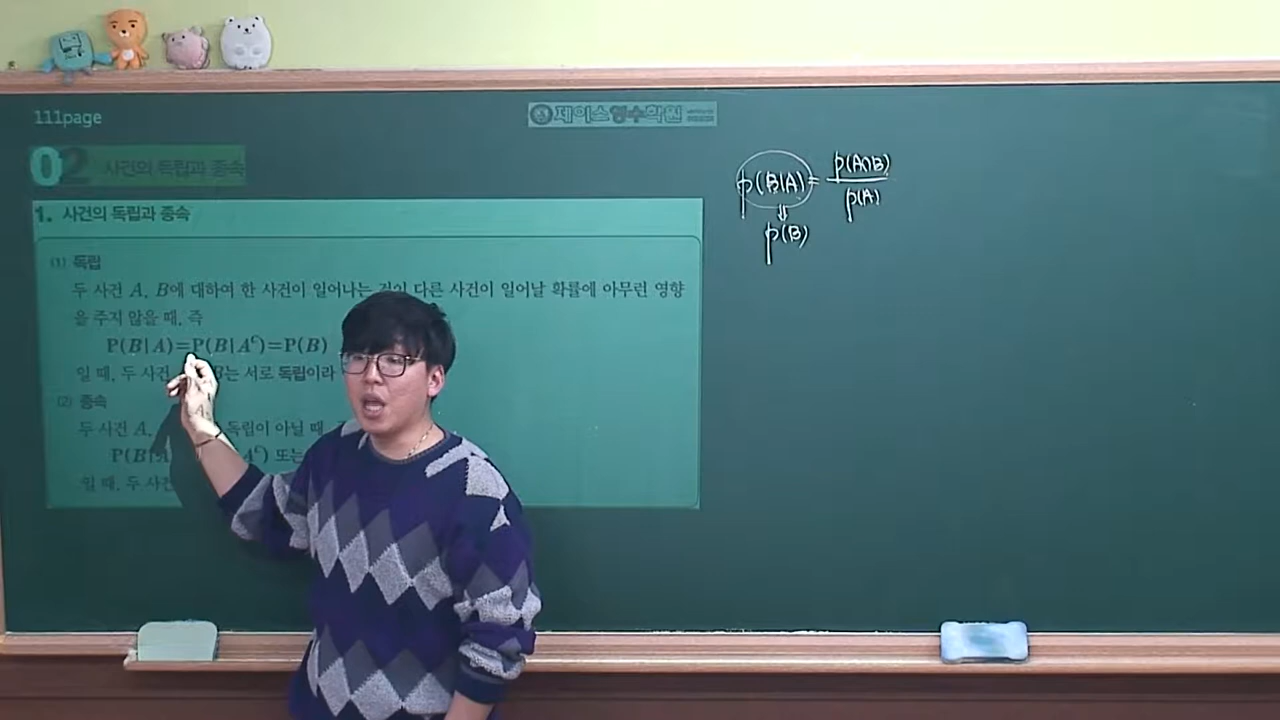 111page
제이스영수학원
02 사건의 독립과 종속
1. 사건의 독립과 종속
(1) 독립
두 사건 A, B에 대하여 한 사건이 일어나는 것이 다른 사건이 일어날 확률에 아무런 영향
을 주지 않을 때, 즉
P(B|A)=P(B|Aᶜ)=P(B)
일 때, 두 사건 B는 서로 독립이라
(2) 종속
두 사건 A, 독립이 아닐 때
P(B|A Aᶜ) 또는
일 때, 두 사건
p(B|A)= p(A∩B) / p(A)
⇓
p(B)